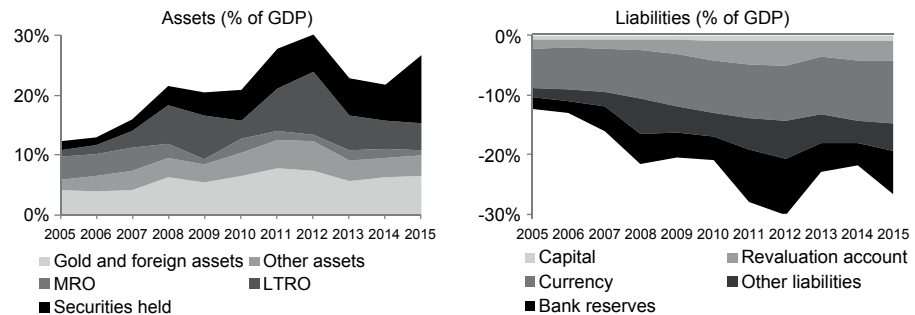 Assets (% of GDP)
30%
20%
10%
0%
2005 2006 2007 2008 2009 2010 2011 2012 2013 2014 2015
Gold and foreign assets Other assets
MRO LTRO
Securities held
Liabilities (% of GDP)
0%
-10%
-20%
-30%
2005 2006 2007 2008 2009 2010 2011 2012 2013 2014 2015
Capital Revaluation account
Currency Other liabilities
Bank reserves